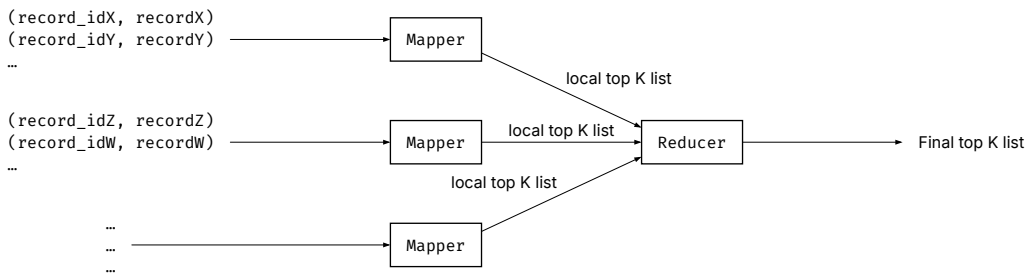 (record_idX, recordX)
(record_idY, recordY)
…
Mapper
local top K list
(record_idZ, recordZ)
(record_idW, recordW)
…
Mapper
local top K list
Reducer
Final top K list
local top K list
…
…
…
Mapper